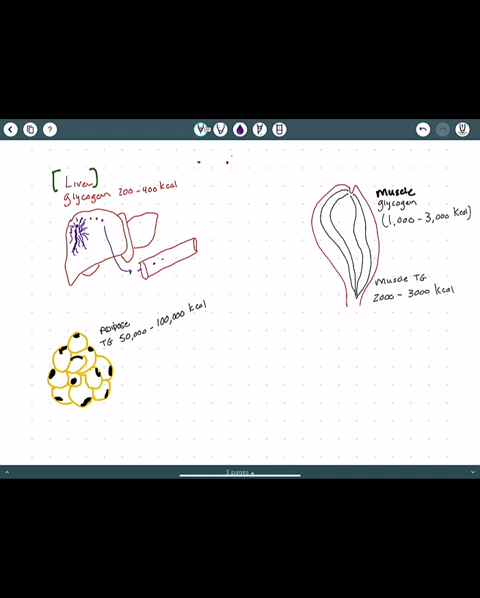 [Liver]
glycogen 200-400 kcal
muscle
glycogen
(1,000 - 3,000 kcal)
muscle TG
2000 - 3000 kcal
Adipose
TG 50,000 - 100,000 kcal
3 pages